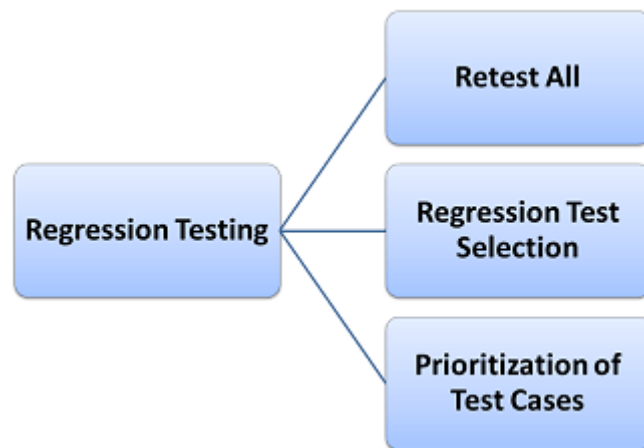 Retest All
Regression Testing
Regression Test
Selection
Prioritization of
Test Cases